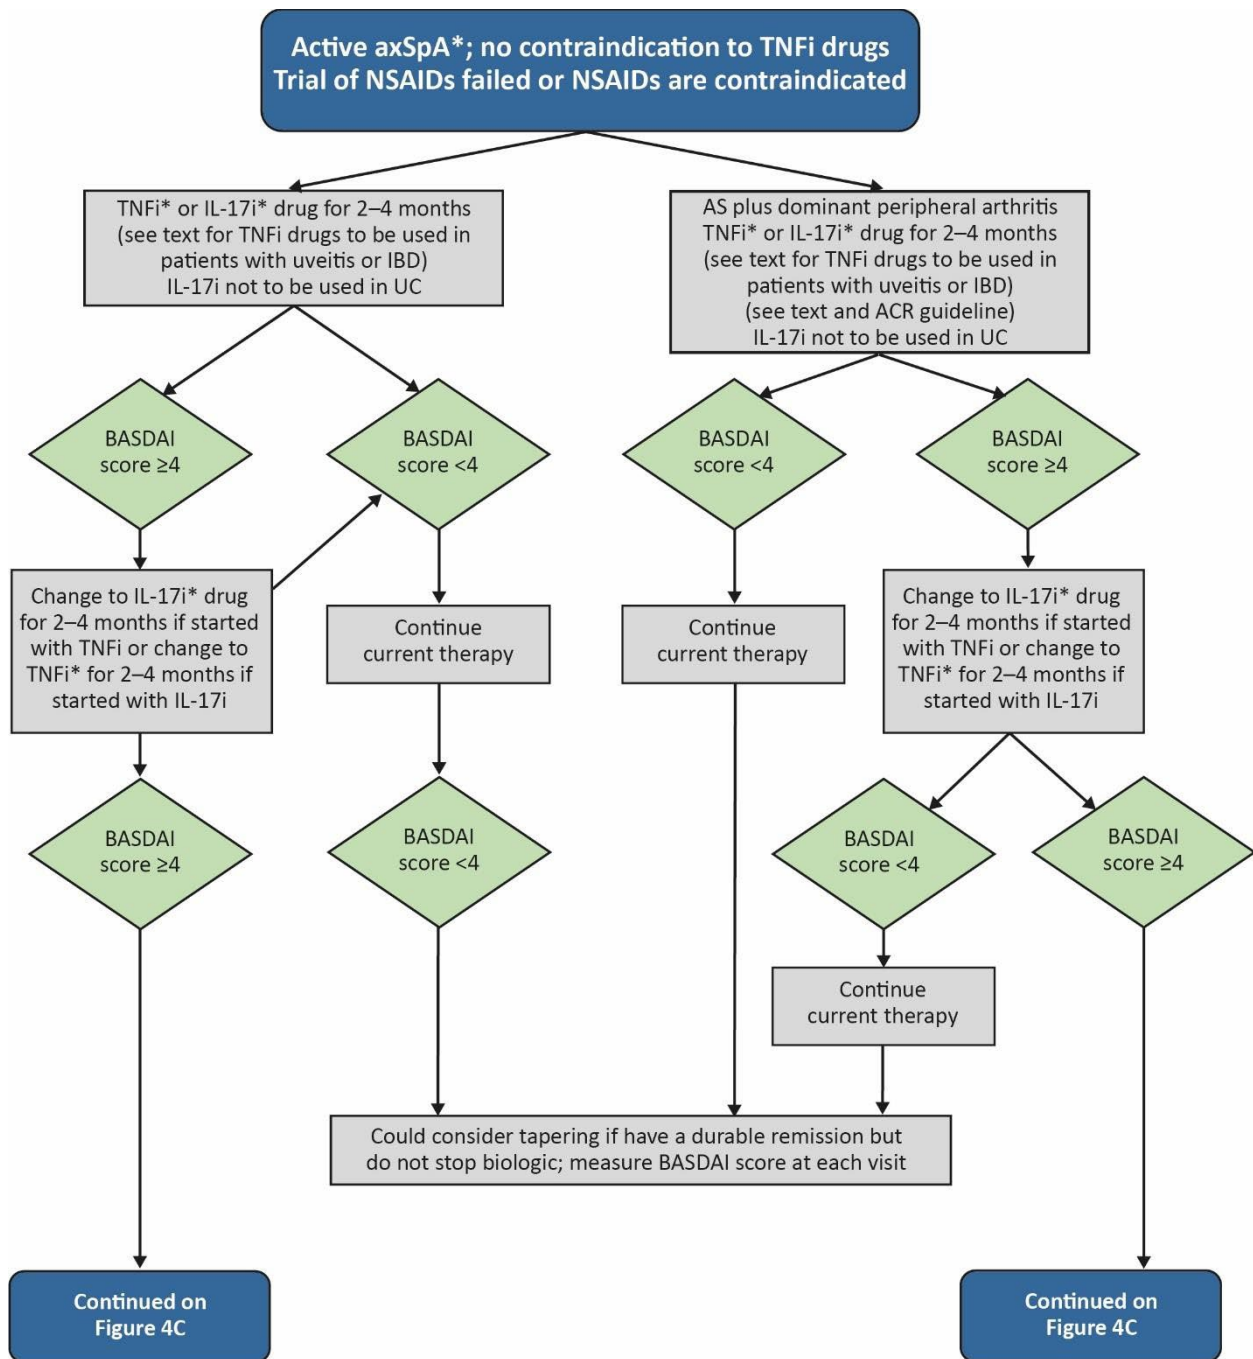 Active axSpA*; no contraindication to TNFi drugs
Trial of NSAIDs failed or NSAIDs are contraindicated
TNFi* or IL-17i* drug for 2–4 months
(see text for TNFi drugs to be used in
patients with uveitis or IBD)
IL-17i not to be used in UC
AS plus dominant peripheral arthritis
TNFi* or IL-17i* drug for 2–4 months
(see text for TNFi drugs to be used in
patients with uveitis or IBD)
(see text and ACR guideline)
IL-17i not to be used in UC
BASDAI
score ≥4
BASDAI
score <4
BASDAI
score <4
BASDAI
score ≥4
Change to IL-17i* drug
for 2–4 months if started
with TNFi or change to
TNFi* for 2–4 months if
started with IL-17i
Continue
current therapy
Continue
current therapy
Change to IL-17i* drug
for 2–4 months if started
with TNFi or change to
TNFi* for 2–4 months if
started with IL-17i
BASDAI
score ≥4
BASDAI
score <4
BASDAI
score <4
BASDAI
score ≥4
Continue
current therapy
Could consider tapering if have a durable remission but
do not stop biologic; measure BASDAI score at each visit
Continued on
Figure 4C
Continued on
Figure 4C